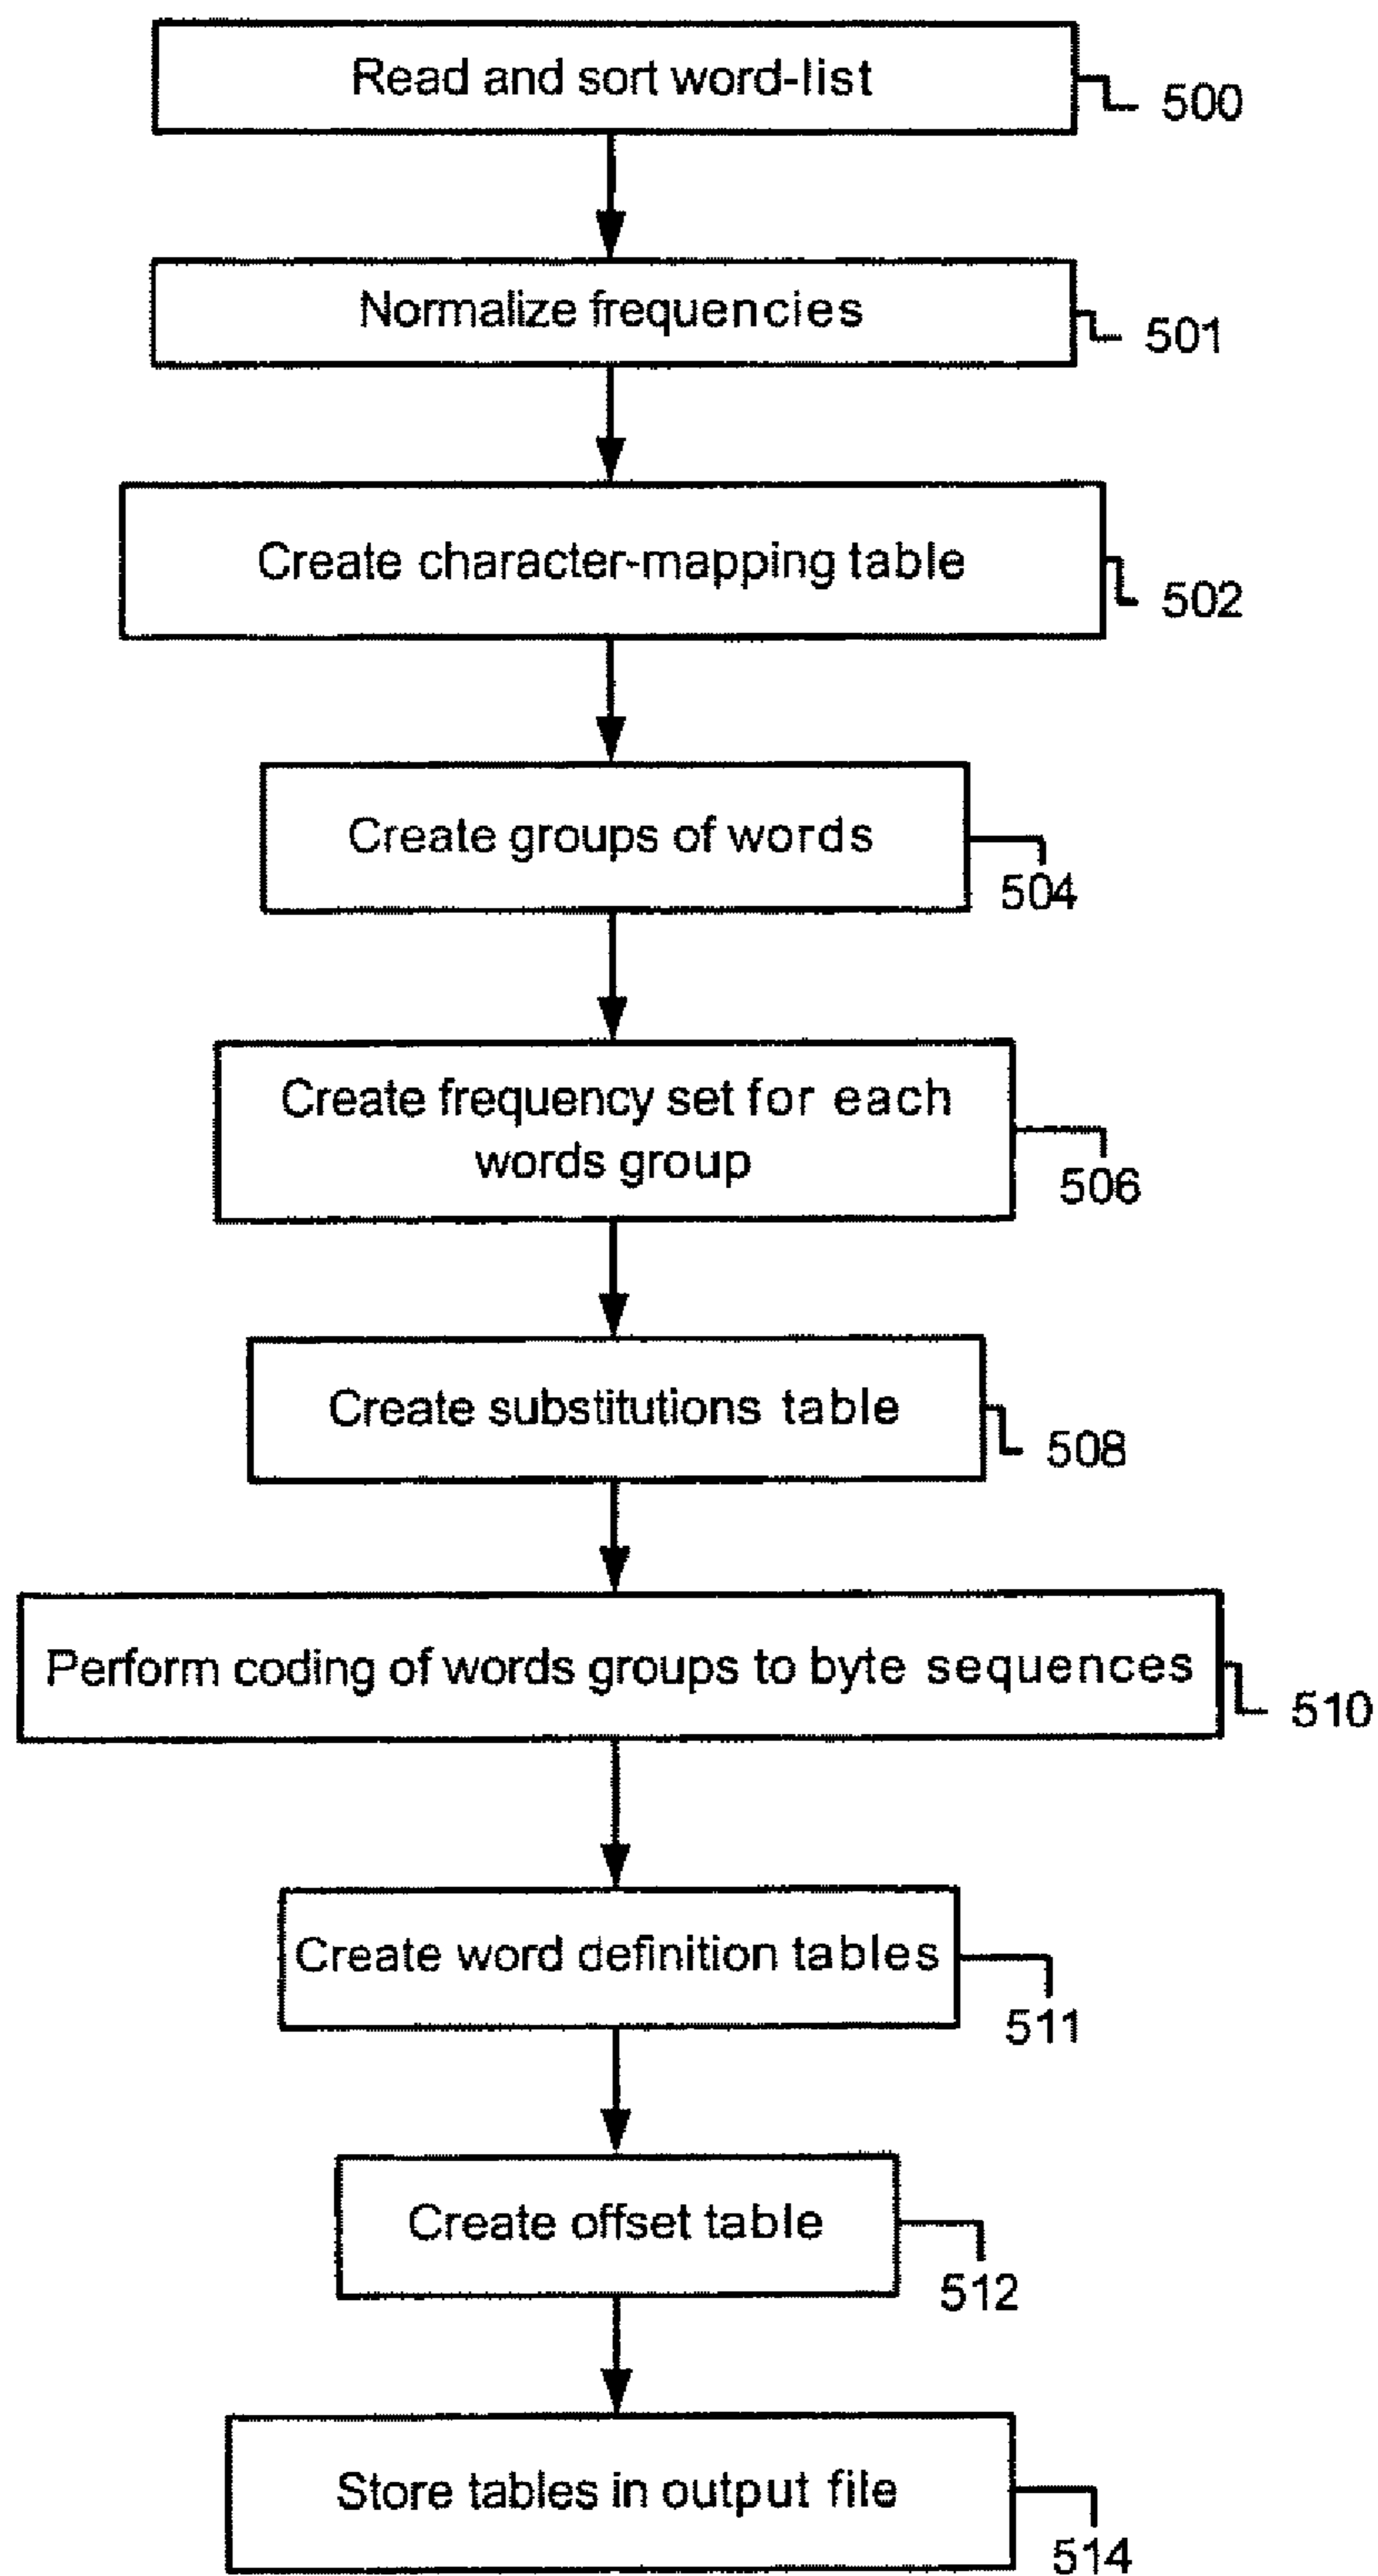 Read and sort word-list
500
Normalize frequencies
501
Create character-mapping table
502
Create groups of words
504
Create frequency set for each
words group
506
Create substitutions table
508
Perform coding of words groups to byte sequences
510
Create word definition tables
511
Create offset table
512
Store tables in output file
514